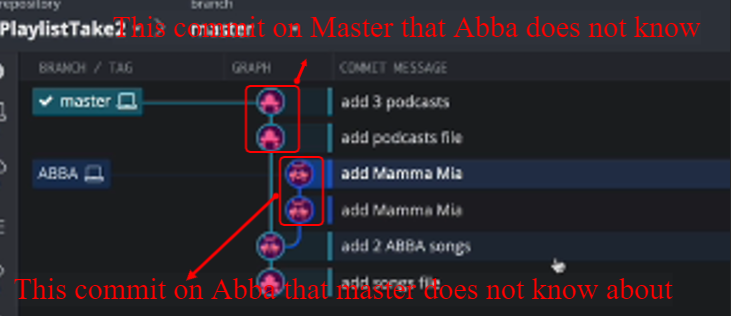 repository
branch
PlaylistTake2
master
This commit on Master that Abba does not know
BRANCH / TAG
GRAPH
COMMIT MESSAGE
master
add 3 podcasts
add podcasts file
ABBA
add Mamma Mia
add Mamma Mia
add 2 ABBA songs
add songs file
This commit on Abba that master does not know about